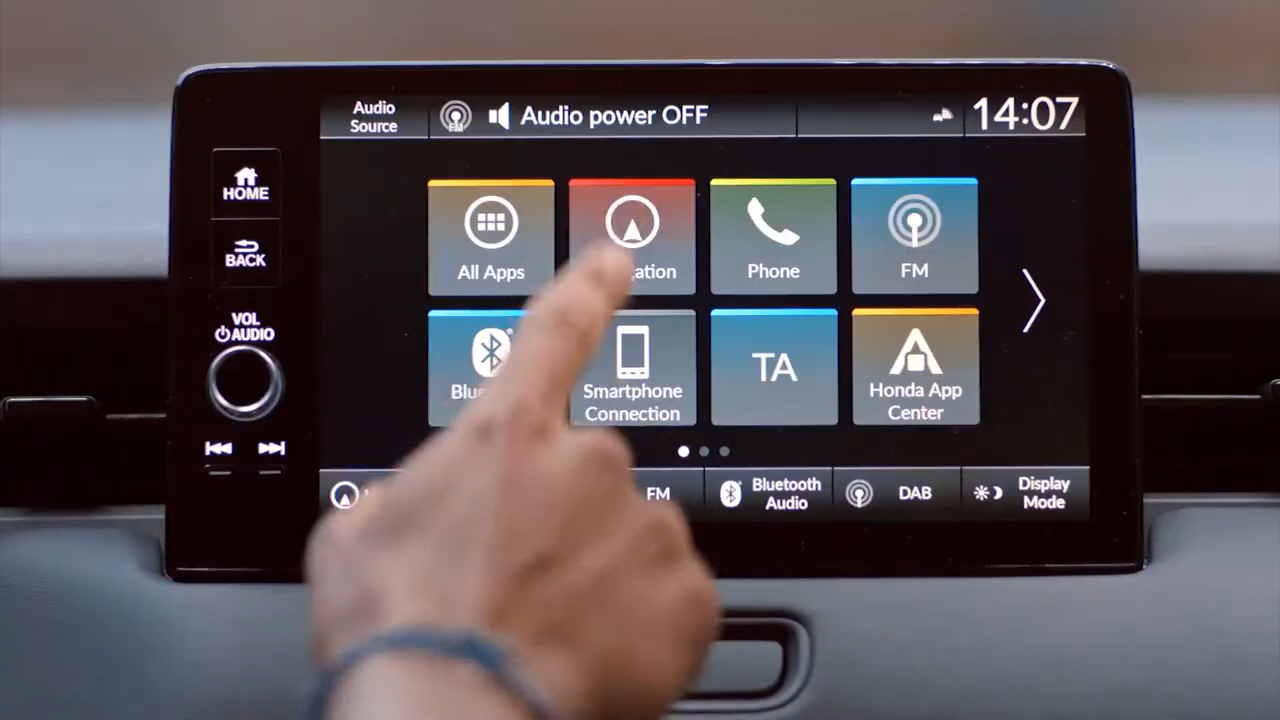 Audio
Source
FM
Audio power OFF
14:07
HOME
BACK
VOL
AUDIO
All Apps
Phone
FM
Smartphone
Connection
TA
Honda App
Center
FM
Bluetooth
Audio
DAB
Display
Mode